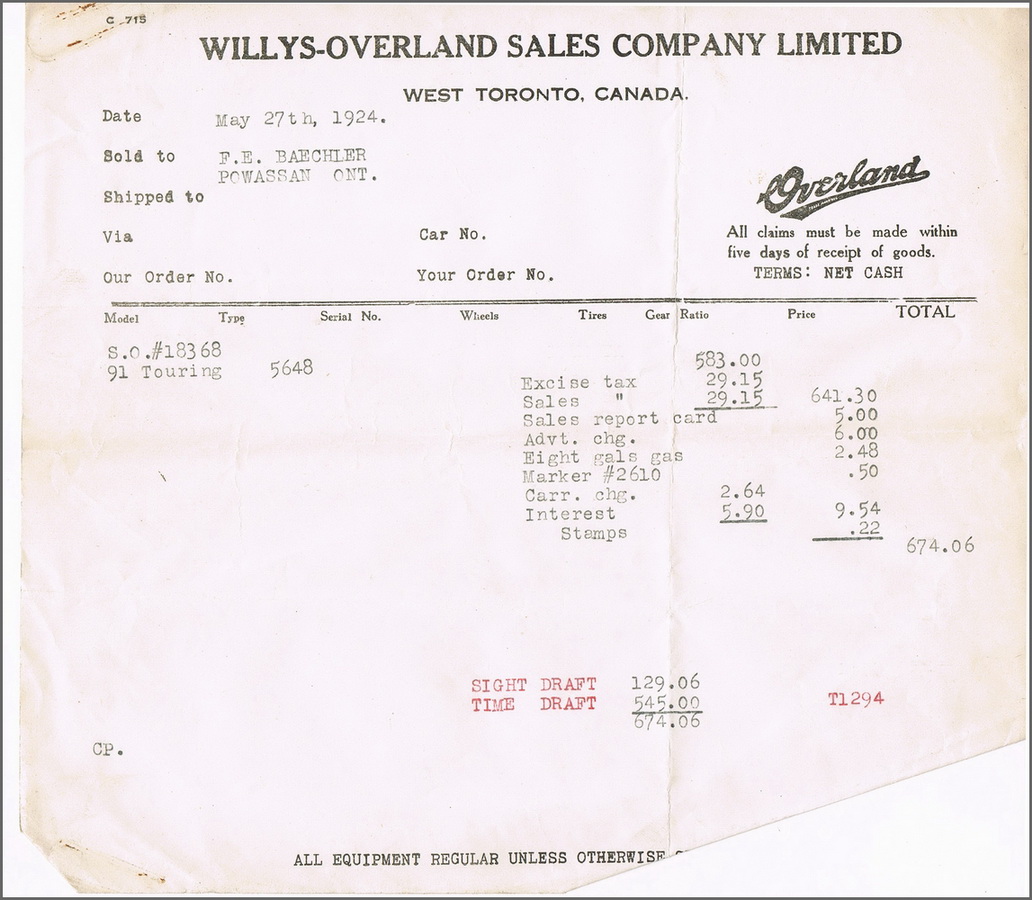 C 715
WILLYS-OVERLAND SALES COMPANY LIMITED
WEST TORONTO, CANADA.
Date May 27th, 1924.
Sold to F.E. BAECHLER
POWASSAN ONT.
Shipped to
Overland
Via Car No.
All claims must be made within
five days of receipt of goods.
Our Order No. Your Order No.
TERMS: NET CASH
Model Type Serial No. Wheels Tires Gear Ratio Price TOTAL
S.O.#18368 583.00
91 Touring 5648
Excise tax 29.15
Sales " 29.15 641.30
Sales report card 5.00
Advt. chg. 6.00
Eight gals gas 2.48
Marker #2610 .50
Carr. chg. 2.64
Interest 5.90 9.54
Stamps .22
674.06
SIGHT DRAFT 129.06
TIME DRAFT 545.00 T1294
674.06
CP.
ALL EQUIPMENT REGULAR UNLESS OTHERWISE